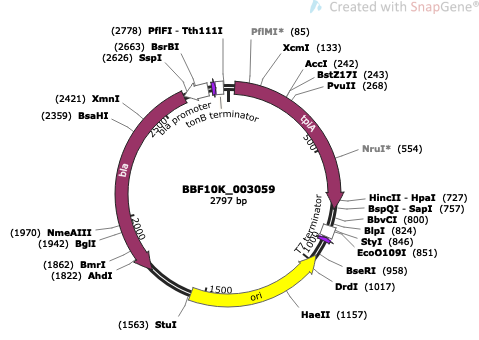 Created with SnapGene®
(2778) PflFI - Tth111I
(2663) BsrBI
(2626) SspI
(2421) XmnI
(2359) BsaHI
(1970) NmeAIII
(1942) BglI
(1862) BmrI
(1822) AhdI
(1563) StuI
PflMI* (85)
XcmI (133)
AccI (242)
BstZ17I (243)
PvuII (268)
NruI* (554)
HincII - HpaI (727)
BspQI - SapI (757)
BbvCI (800)
BlpI (824)
StyI (846)
EcoO109I (851)
BseRI (958)
DrdI (1017)
HaeII (1157)
bla promoter
tonB terminator
tpiA
T7 terminator
ori
bla
500
1000
1500
2000
2500
BBF10K_003059
2797 bp